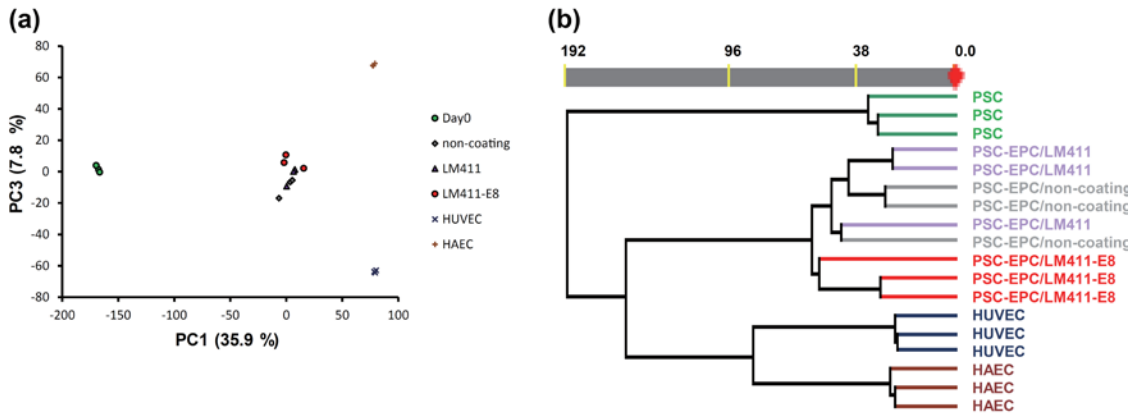 (a)
80
60
40
20
0
-20
-40
-60
-80
PC3 (7.8 %)
-200 -150 -100 -50 0 50 100
PC1 (35.9 %)
Day0
non-coating
LM411
LM411-E8
HUVEC
HAEC
(b)
192 96 38 0.0
PSC
PSC
PSC
PSC-EPC/LM411
PSC-EPC/LM411
PSC-EPC/non-coating
PSC-EPC/non-coating
PSC-EPC/LM411
PSC-EPC/non-coating
PSC-EPC/LM411-E8
PSC-EPC/LM411-E8
PSC-EPC/LM411-E8
HUVEC
HUVEC
HUVEC
HAEC
HAEC
HAEC